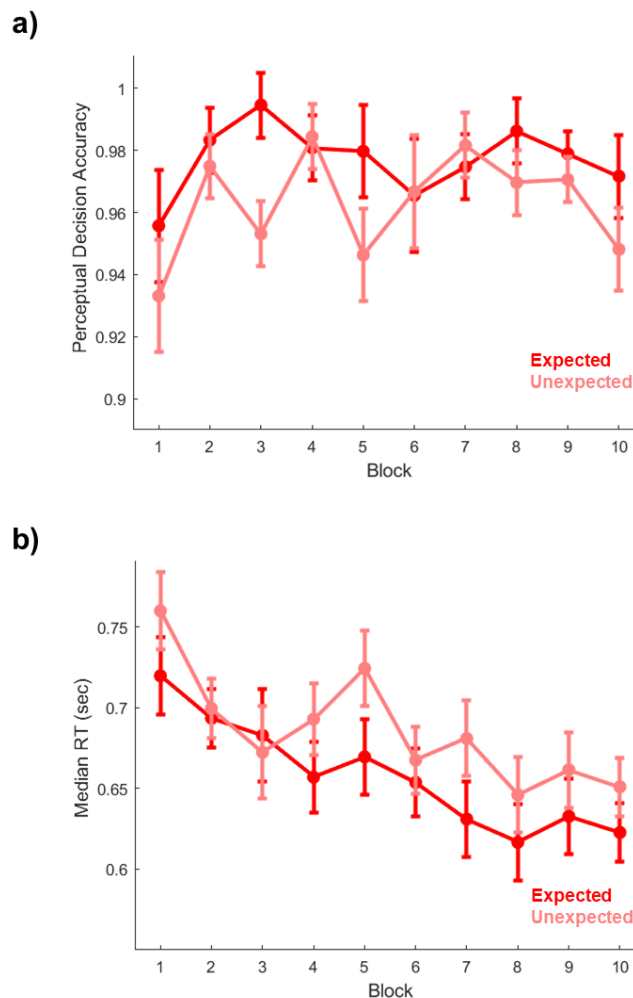 a)
Perceptual Decision Accuracy
1
0.98
0.96
0.94
0.92
0.9
Expected
Unexpected
1 2 3 4 5 6 7 8 9 10
Block
b)
Median RT (sec)
0.75
0.7
0.65
0.6
Expected
Unexpected
1 2 3 4 5 6 7 8 9 10
Block